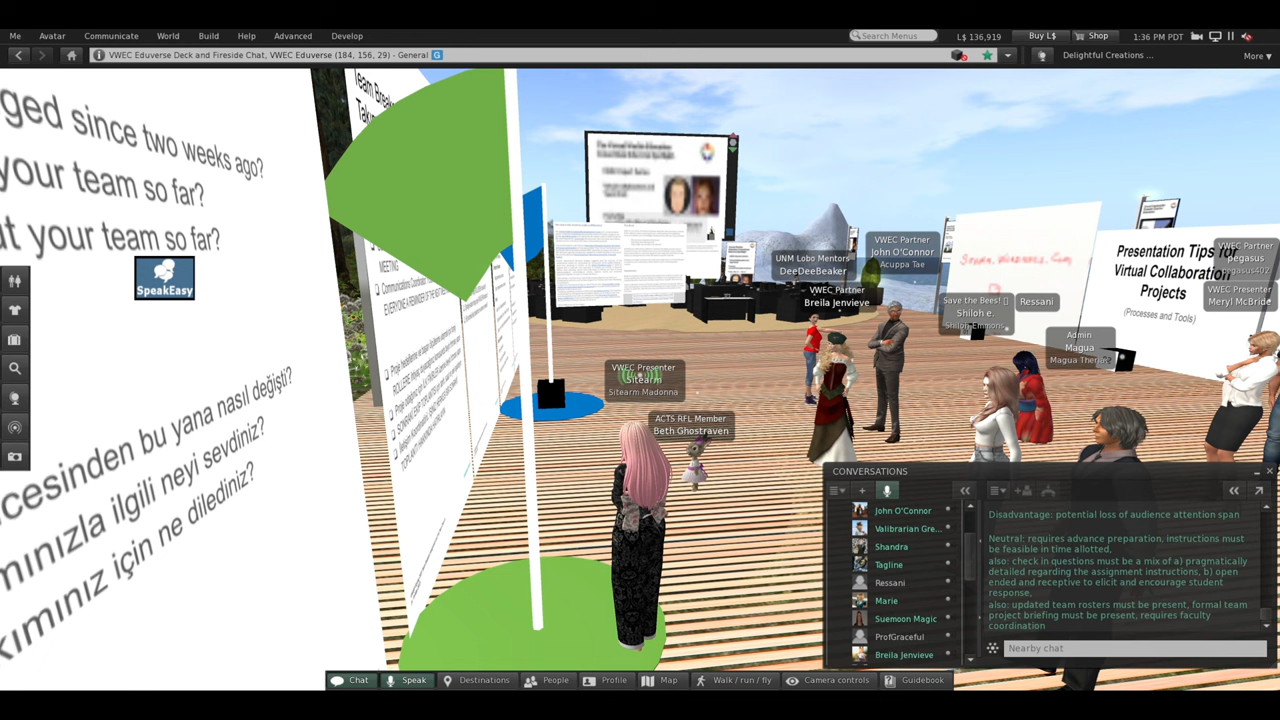 Me Avatar Communicate World Build Help Advanced Develop
Search Menus
L$ 136,919
Buy L$
Shop
1:36 PM PDT
VWEC Eduverse Deck and Fireside Chat, VWEC Eduverse (184, 156, 29) - General G
Delightful Creations ...
More
ged since two weeks ago?
your team so far?
at your team so far?
SpeakEasy
cesinden bu yana nasıl değişti?
mınızla ilgili neyi sevdiniz?
kımınız için ne dilediniz?
Team
MEETING
VWEC Presenter
Sitearm
Sitearm Madonna
ACTS RFL Member
Beth Ghostraven
UNM Lobo Mentors
DeeDeeBeaker
VWEC Partner
Breila Jenvieve
VWEC Partner
John O'Connor
Acuppa Tae
Save the Bees!
Shiloh e.
Shiloh Emmons
Ressani
Admin
Magua
VWEC Partner
Pegasus
VWEC Presenter
Meryl McBride
Presentation Tips for
Virtual Collaboration
Projects
(Processes and Tools)
CONVERSATIONS
John O'Connor
Valibrarian Gre...
Shandra
Tagline
Ressani
Marie
Suemoon Magic
ProfGraceful
Breila Jenvieve
Disadvantage: potential loss of audience attention span
Neutral: requires advance preparation, instructions must
be feasible in time allotted,
also: check in questions must be a mix of a) pragmatically
detailed regarding the assignment instructions, b) open
ended and receptive to elicit and encourage student
response,
also: updated team rosters must be present, formal team
project briefing must be present, requires faculty
coordination
Nearby chat
Chat
Speak
Destinations
People
Profile
Map
Walk / run / fly
Camera controls
Guidebook